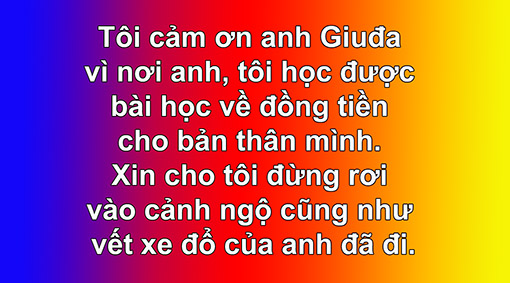 Tôi cảm ơn anh Giuđa
vì nơi anh, tôi học được
bài học về đồng tiền
cho bản thân mình.
Xin cho tôi đừng rơi
vào cảnh ngộ cũng như
vết xe đổ của anh đã đi.